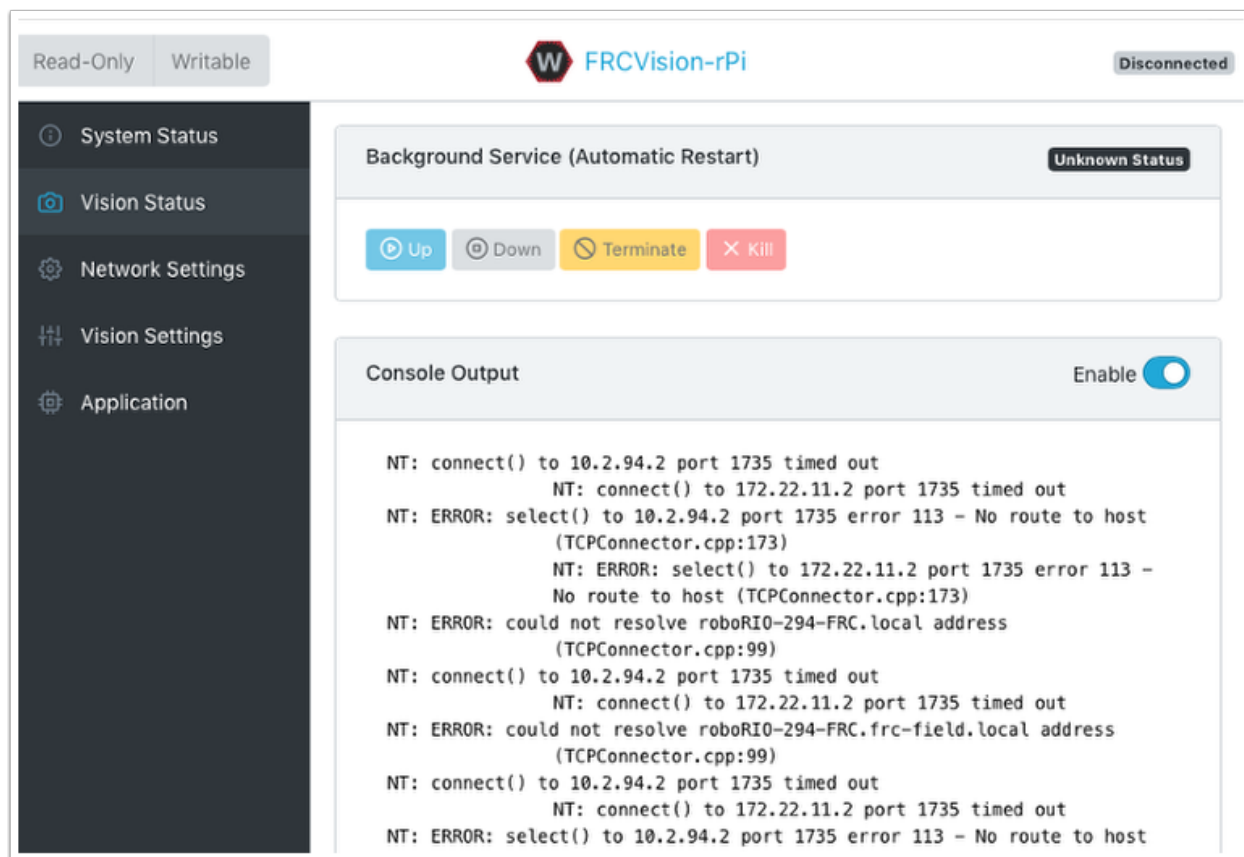 Read-Only Writable W FRCVision-rPi Disconnected
System Status
Vision Status
Network Settings
Vision Settings
Application
Background Service (Automatic Restart) Unknown Status
Up Down Terminate Kill
Console Output Enable
NT: connect() to 10.2.94.2 port 1735 timed out
NT: connect() to 172.22.11.2 port 1735 timed out
NT: ERROR: select() to 10.2.94.2 port 1735 error 113 – No route to host
(TCPConnector.cpp:173)
NT: ERROR: select() to 172.22.11.2 port 1735 error 113 –
No route to host (TCPConnector.cpp:173)
NT: ERROR: could not resolve roboRIO-294-FRC.local address
(TCPConnector.cpp:99)
NT: connect() to 10.2.94.2 port 1735 timed out
NT: connect() to 172.22.11.2 port 1735 timed out
NT: ERROR: could not resolve roboRIO-294-FRC.frc-field.local address
(TCPConnector.cpp:99)
NT: connect() to 10.2.94.2 port 1735 timed out
NT: connect() to 172.22.11.2 port 1735 timed out
NT: ERROR: select() to 10.2.94.2 port 1735 error 113 – No route to host